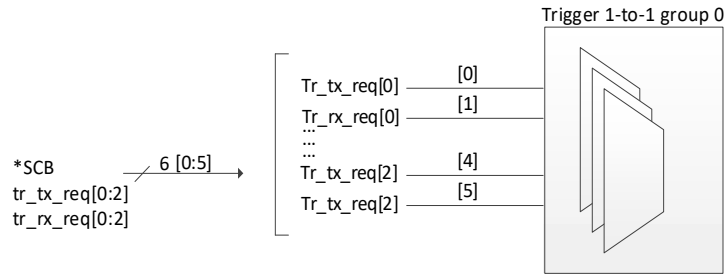 Trigger 1-to-1 group 0
Tr_tx_req[0] [0]
Tr_rx_req[0] [1]
...
...
...
Tr_tx_req[2] [4]
Tr_tx_req[2] [5]
*SCB 6 [0:5]
tr_tx_req[0:2]
tr_rx_req[0:2]